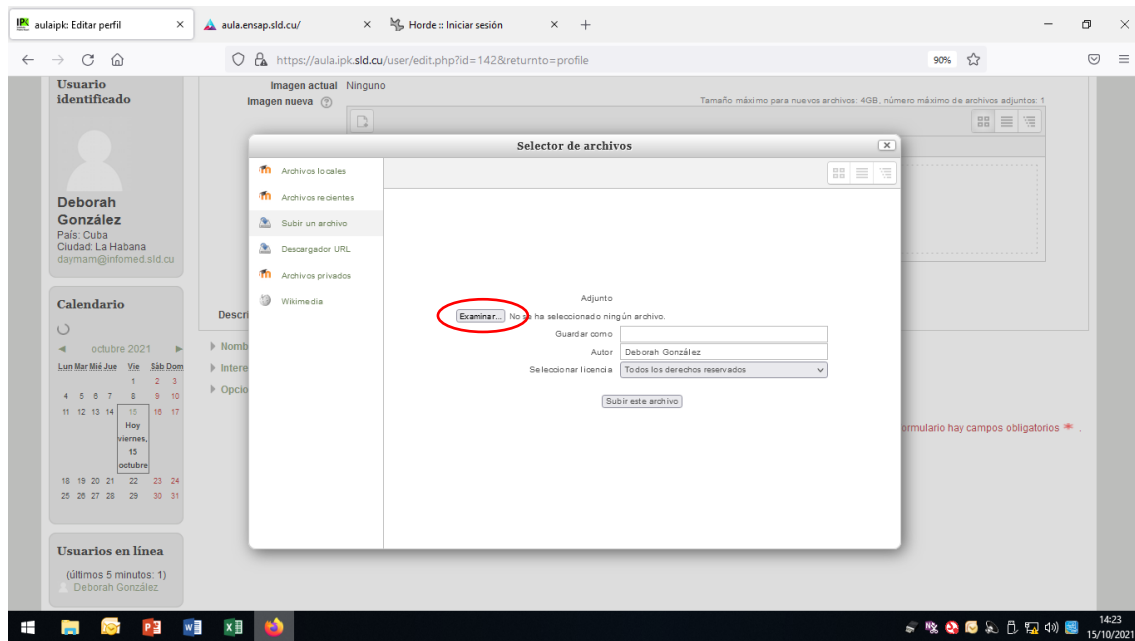 aulaipk: Editar perfil
aula.ensap.sld.cu/
Horde :: Iniciar sesión
https://aula.ipk.sld.cu/user/edit.php?id=142&returnto=profile
90%
Usuario
identificado
Deborah
González
País: Cuba
Ciudad: La Habana
daymam@infomed.sld.cu
Imagen actual Ninguno
Imagen nueva
Tamaño máximo para nuevos archivos: 4GB, número máximo de archivos adjuntos: 1
Selector de archivos
Archivos locales
Archivos recientes
Subir un archivo
Descargador URL
Archivos privados
Wikimedia
Adjunto
Examinar... No se ha seleccionado ningún archivo.
Guardar como
Autor Deborah González
Seleccionar licencia Todos los derechos reservados
Subir este archivo
Descri
Nomb
Intere
Opcio
ormulario hay campos obligatorios * .
Calendario
octubre 2021
Lun Mar Mié Jue Vie Sáb Dom
1 2 3
4 5 6 7 8 9 10
11 12 13 14 15 16 17
Hoy
viernes,
15
octubre
18 19 20 21 22 23 24
25 26 27 28 29 30 31
Usuarios en línea
(últimos 5 minutos: 1)
Deborah González
14:23
15/10/2021